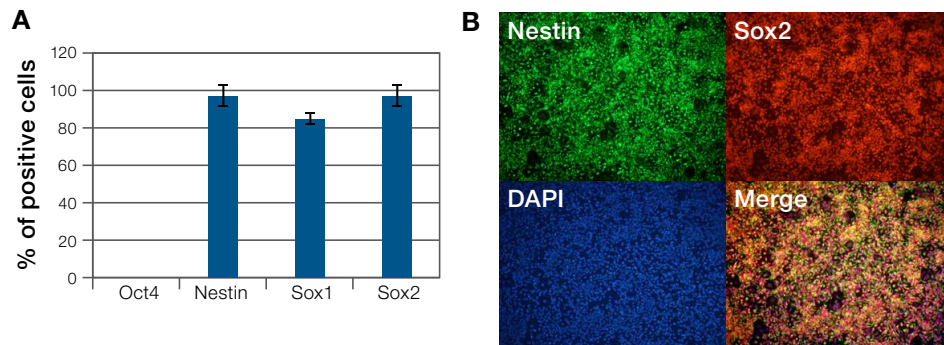 A
% of positive cells
120
100
80
60
40
20
0
Oct4 Nestin Sox1 Sox2
B
Nestin Sox2
DAPI Merge